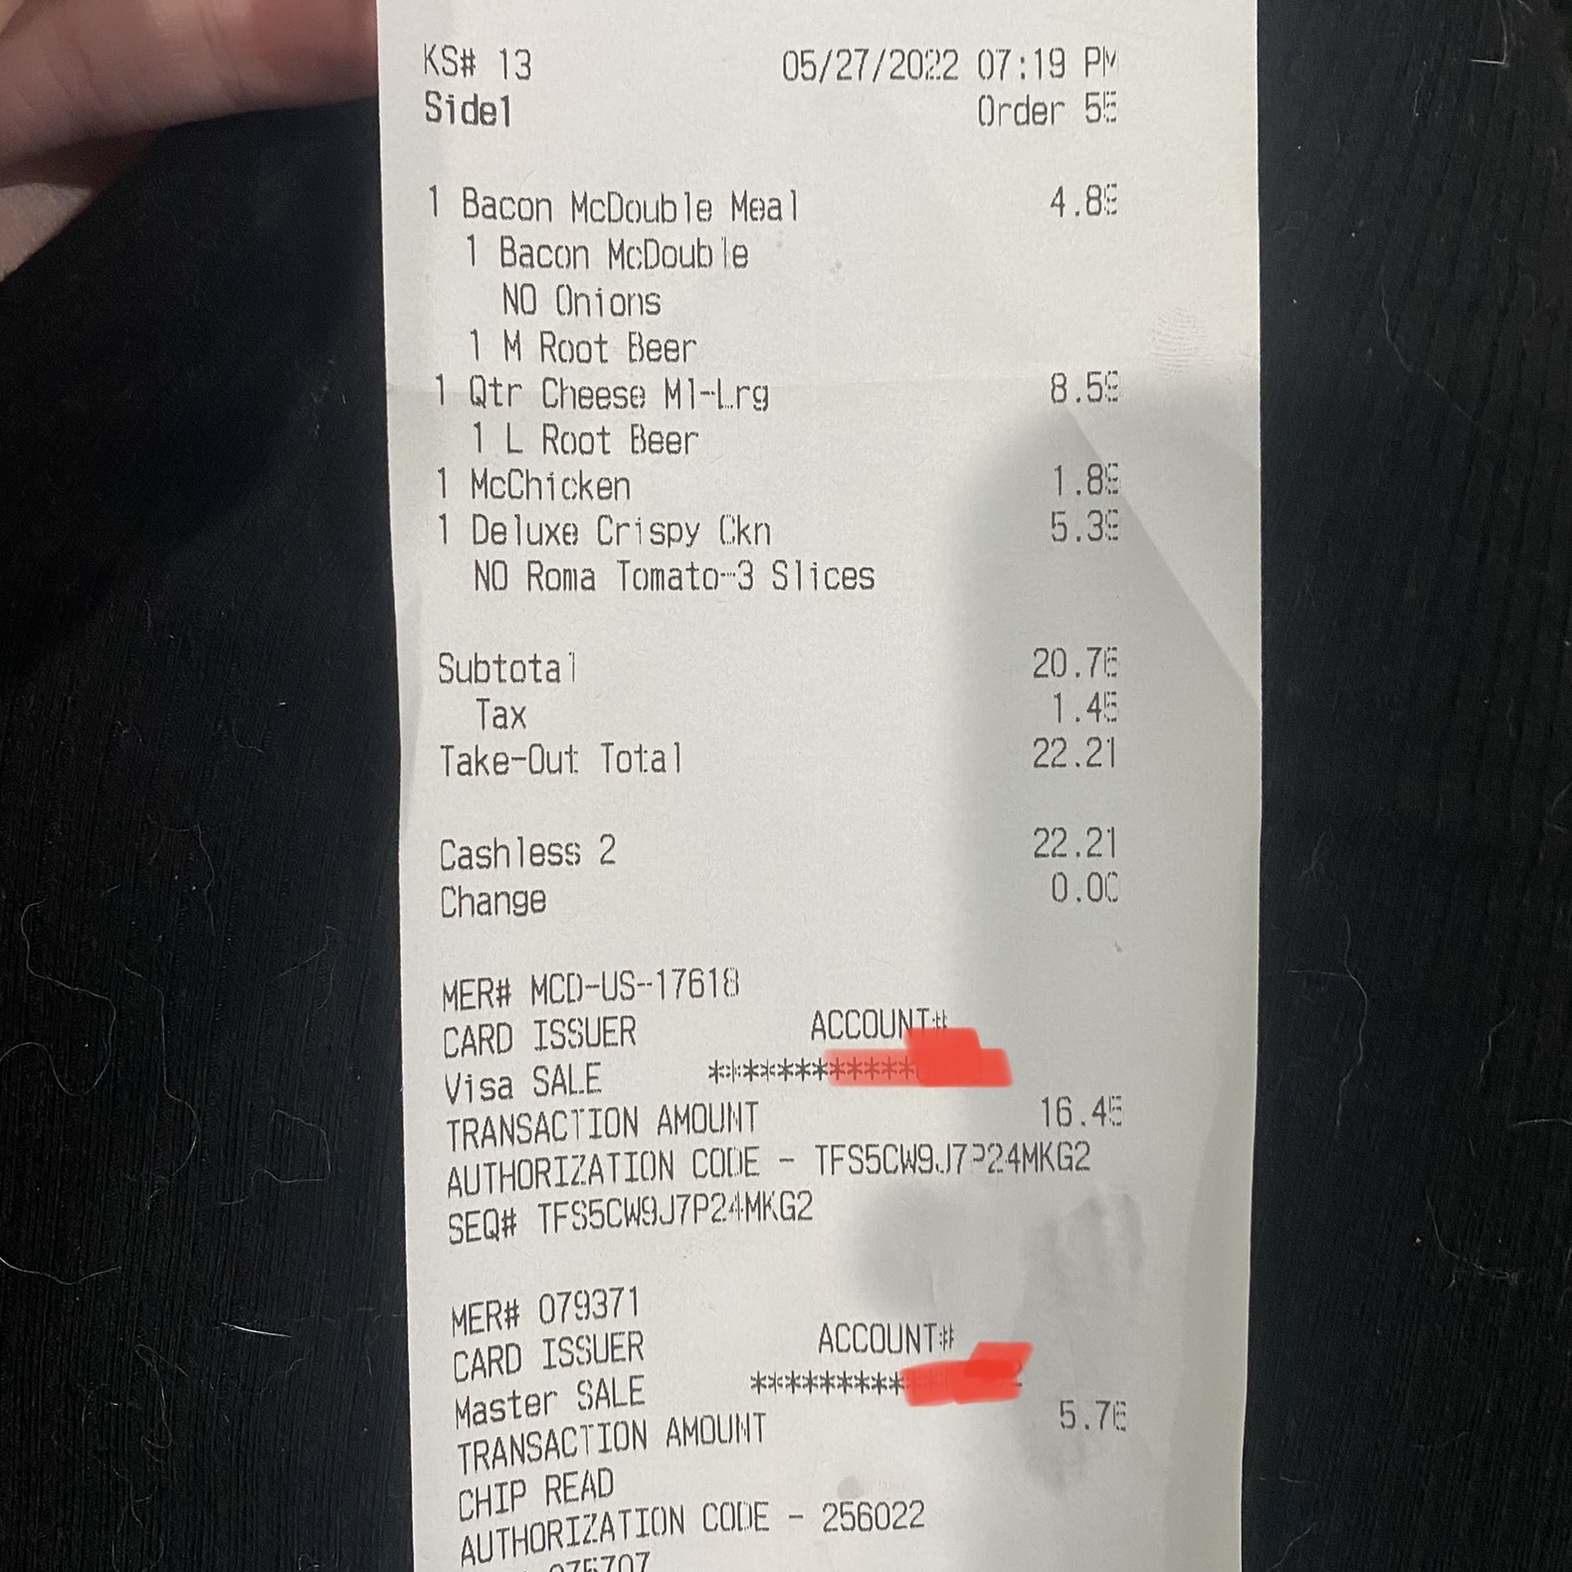 KS# 13 05/27/2022 07:19 PM
Side1 Order 55
1 Bacon McDouble Meal 4.89
1 Bacon McDouble
NO Onions
1 M Root Beer
1 Qtr Cheese Ml-Lrg 8.59
1 L Root Beer
1 McChicken 1.89
1 Deluxe Crispy Ckn 5.39
NO Roma Tomato-3 Slices
Subtotal 20.76
Tax 1.45
Take-Out Total 22.21
Cashless 2 22.21
Change 0.00
MER# MCD-US-17618
CARD ISSUER ACCOUNT#
Visa SALE ************
TRANSACTION AMOUNT 16.45
AUTHORIZATION CODE - TFS5CW9J7P24MKG2
SEQ# TFS5CW9J7P24MKG2
MER# 079371
CARD ISSUER ACCOUNT#
Master SALE *********
TRANSACTION AMOUNT 5.76
CHIP READ
AUTHORIZATION CODE - 256022